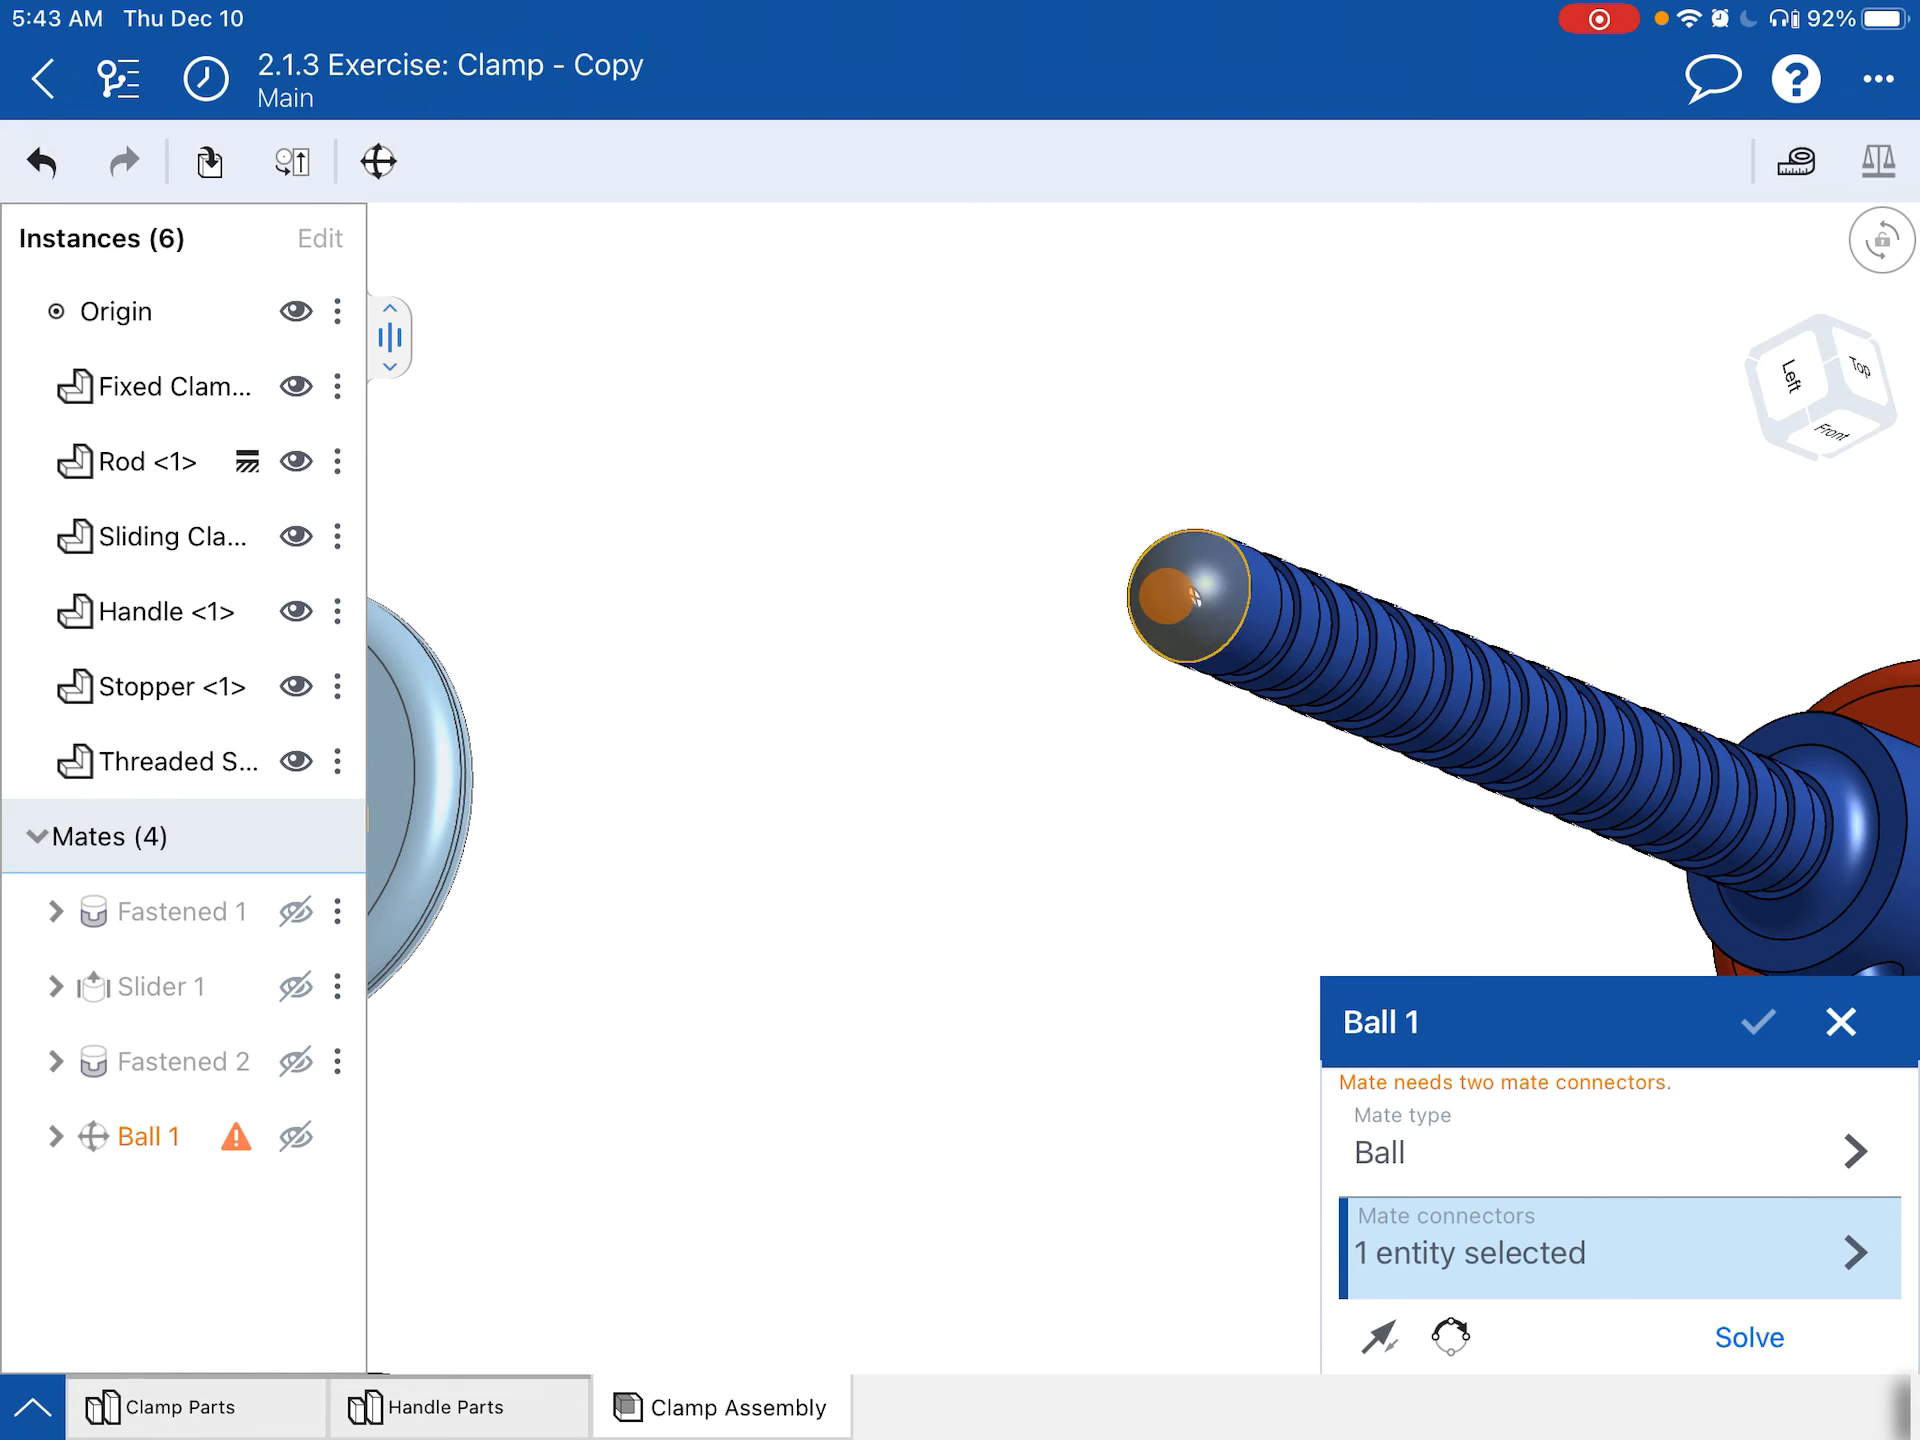 5:43 AM Thu Dec 10
92%
2.1.3 Exercise: Clamp - Copy
Main
Instances (6)
Edit
Origin
Fixed Clam...
Rod <1>
Sliding Cla...
Handle <1>
Stopper <1>
Threaded S...
Mates (4)
Fastened 1
Slider 1
Fastened 2
Ball 1
Left
Top
Front
Ball 1
Mate needs two mate connectors.
Mate type
Ball
Mate connectors
1 entity selected
Solve
Clamp Parts
Handle Parts
Clamp Assembly